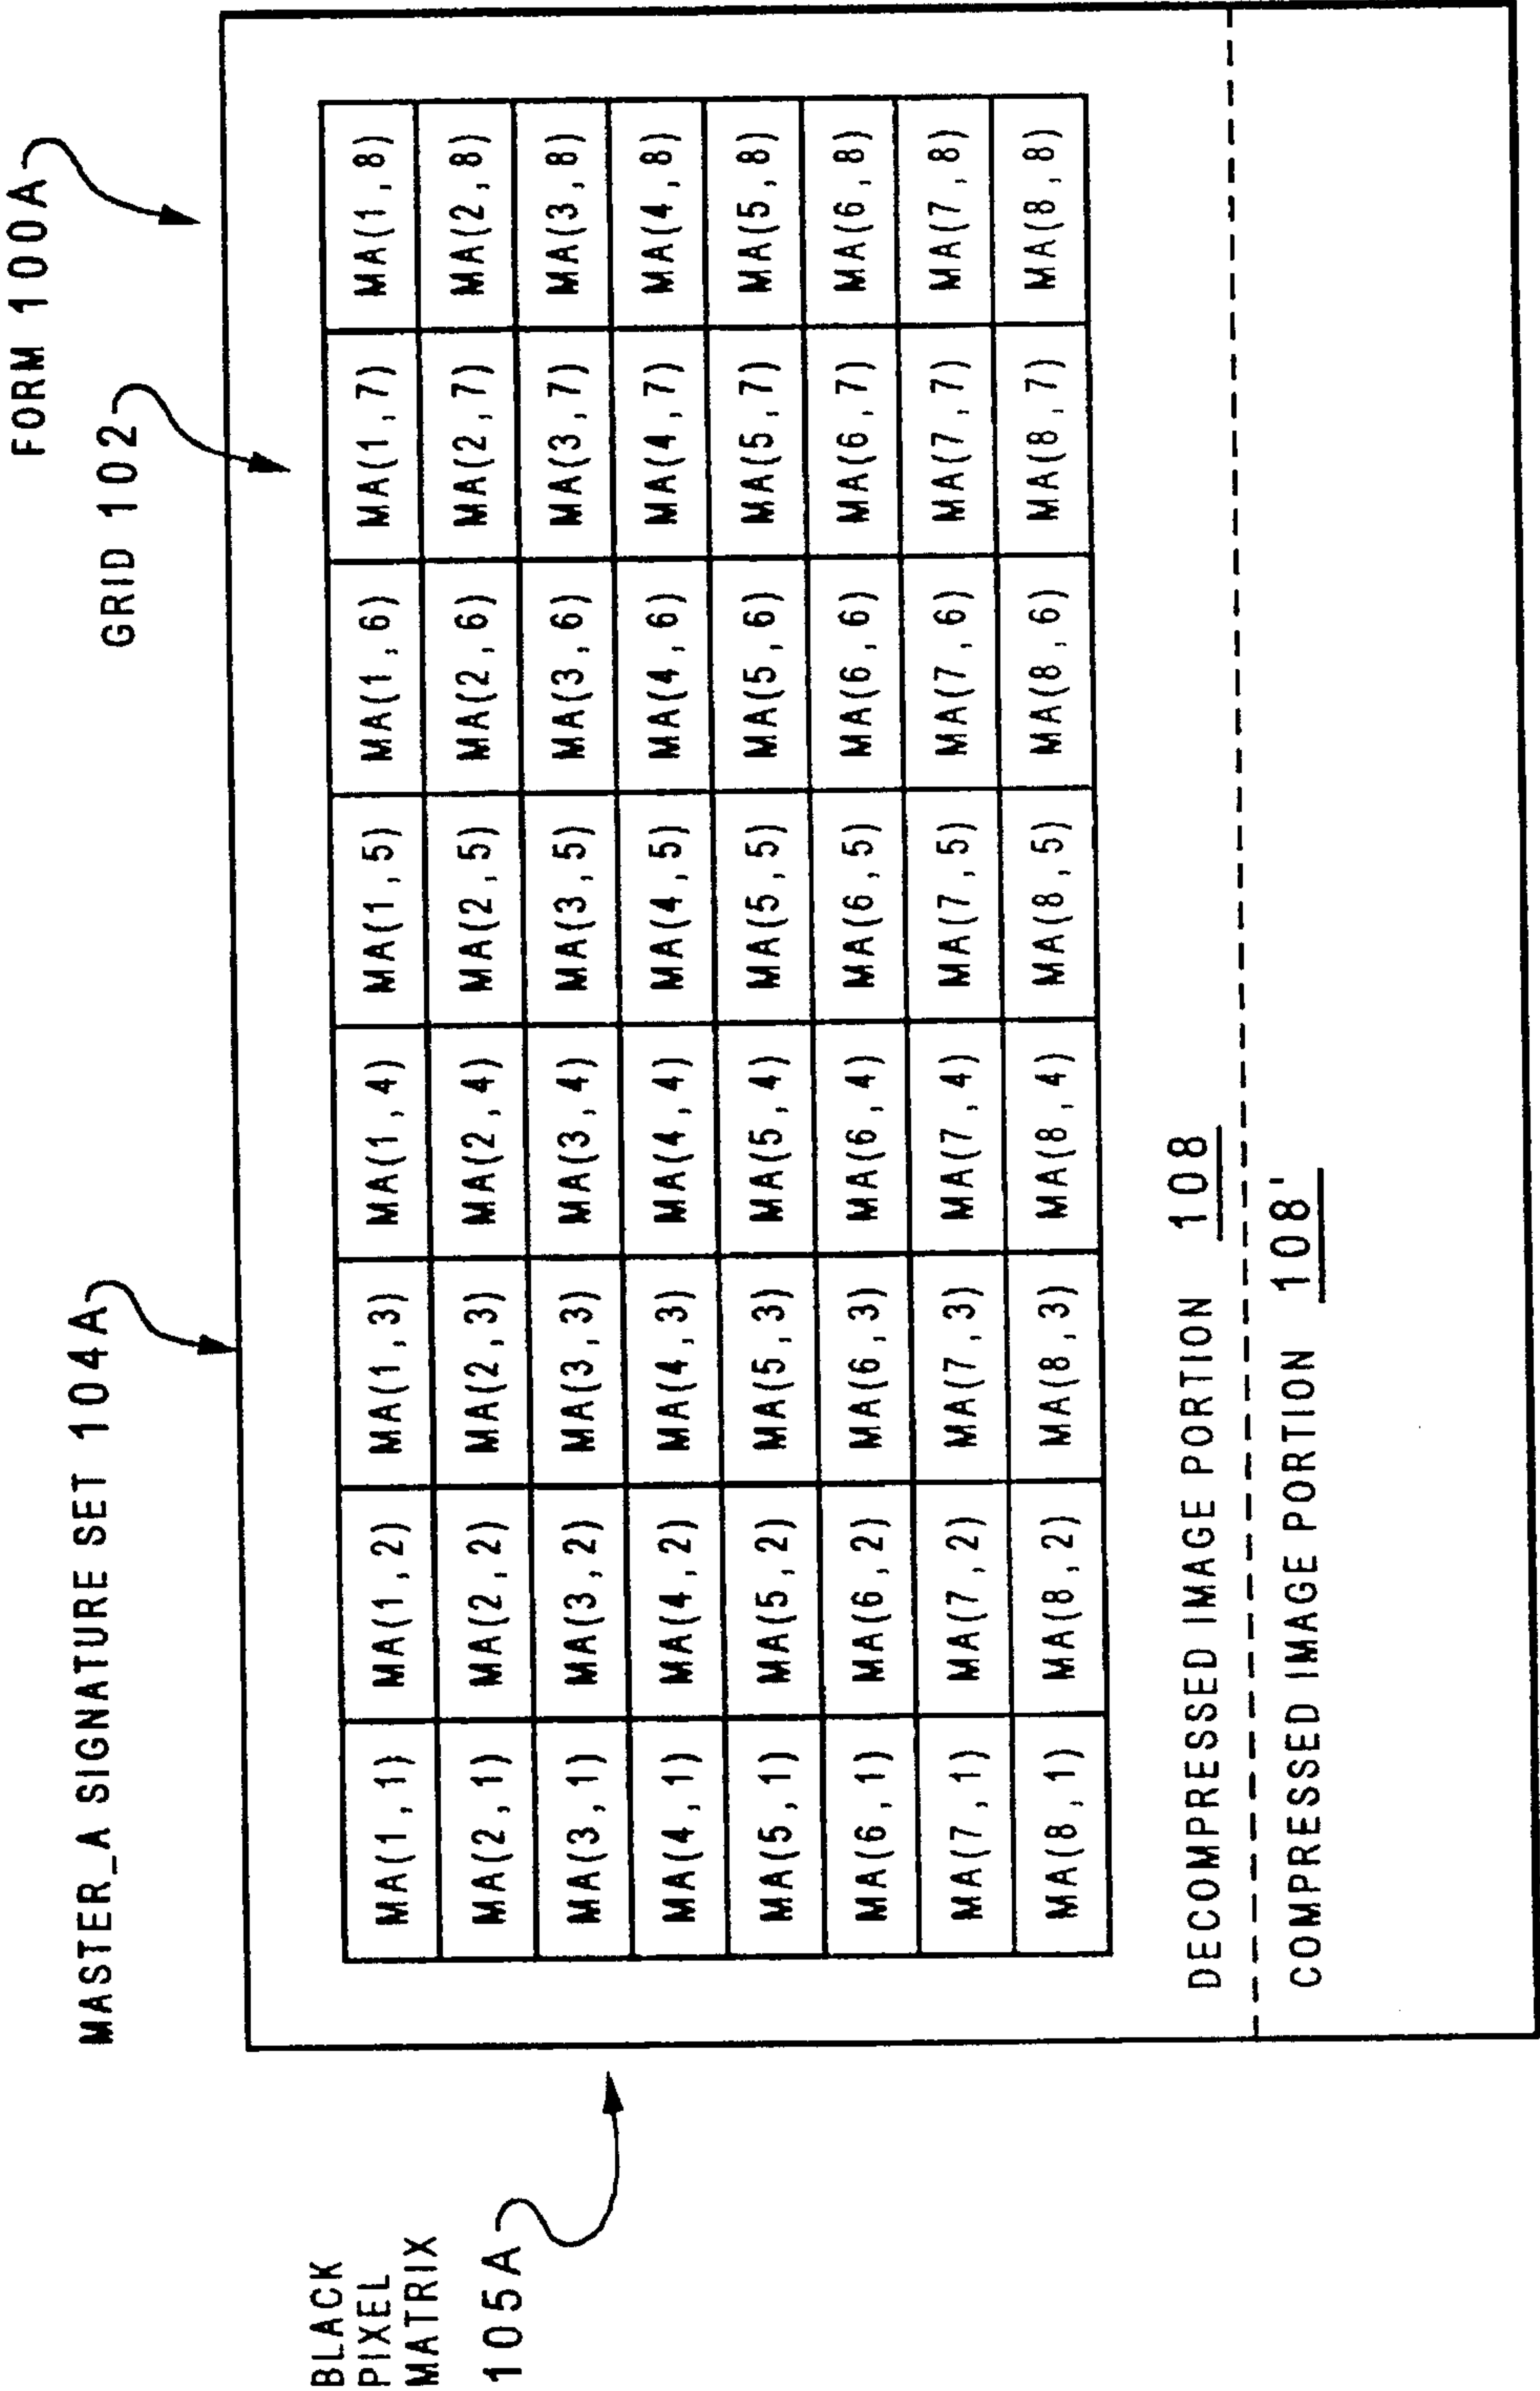 FORM 100A
GRID 102
MASTER_A SIGNATURE SET 104A
BLACK
PIXEL
MATRIX
105A
MA(1,1) MA(1,2) MA(1,3) MA(1,4) MA(1,5) MA(1,6) MA(1,7) MA(1,8)
MA(2,1) MA(2,2) MA(2,3) MA(2,4) MA(2,5) MA(2,6) MA(2,7) MA(2,8)
MA(3,1) MA(3,2) MA(3,3) MA(3,4) MA(3,5) MA(3,6) MA(3,7) MA(3,8)
MA(4,1) MA(4,2) MA(4,3) MA(4,4) MA(4,5) MA(4,6) MA(4,7) MA(4,8)
MA(5,1) MA(5,2) MA(5,3) MA(5,4) MA(5,5) MA(5,6) MA(5,7) MA(5,8)
MA(6,1) MA(6,2) MA(6,3) MA(6,4) MA(6,5) MA(6,6) MA(6,7) MA(6,8)
MA(7,1) MA(7,2) MA(7,3) MA(7,4) MA(7,5) MA(7,6) MA(7,7) MA(7,8)
MA(8,1) MA(8,2) MA(8,3) MA(8,4) MA(8,5) MA(8,6) MA(8,7) MA(8,8)
DECOMPRESSED IMAGE PORTION 108
COMPRESSED IMAGE PORTION 108'